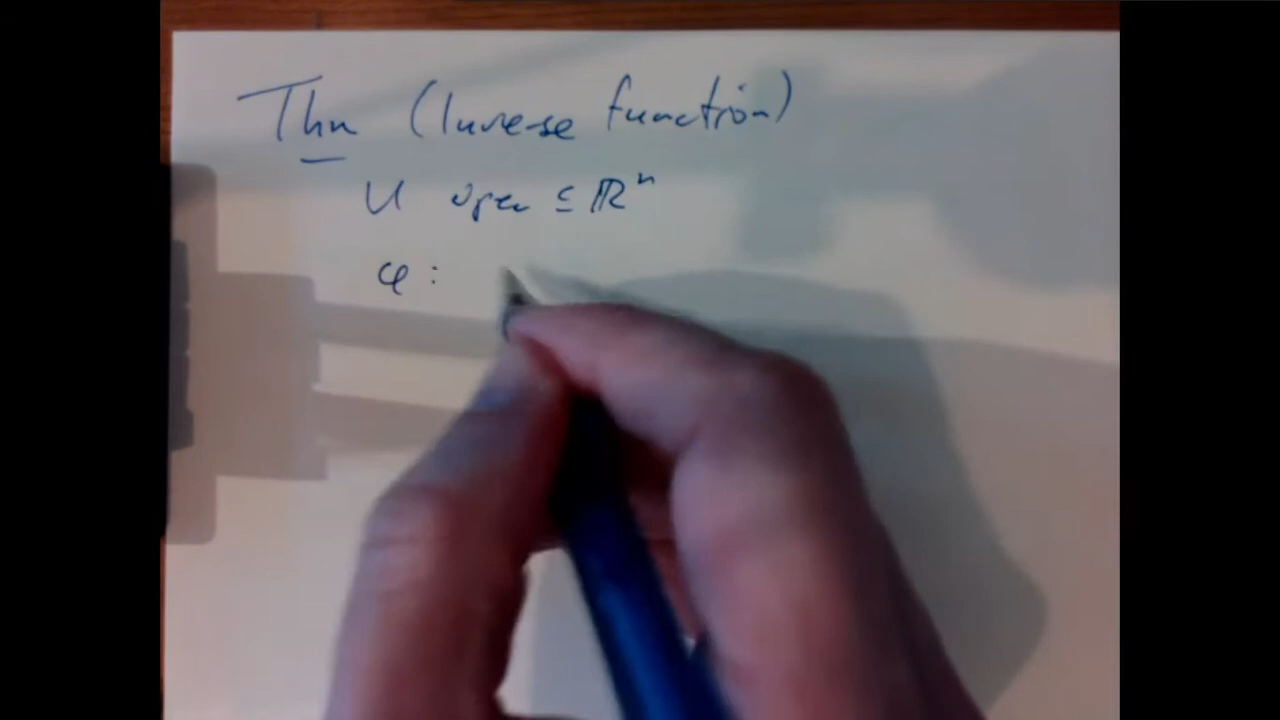 Thm (Inverse function)
U open ⊆ ℝⁿ
φ: